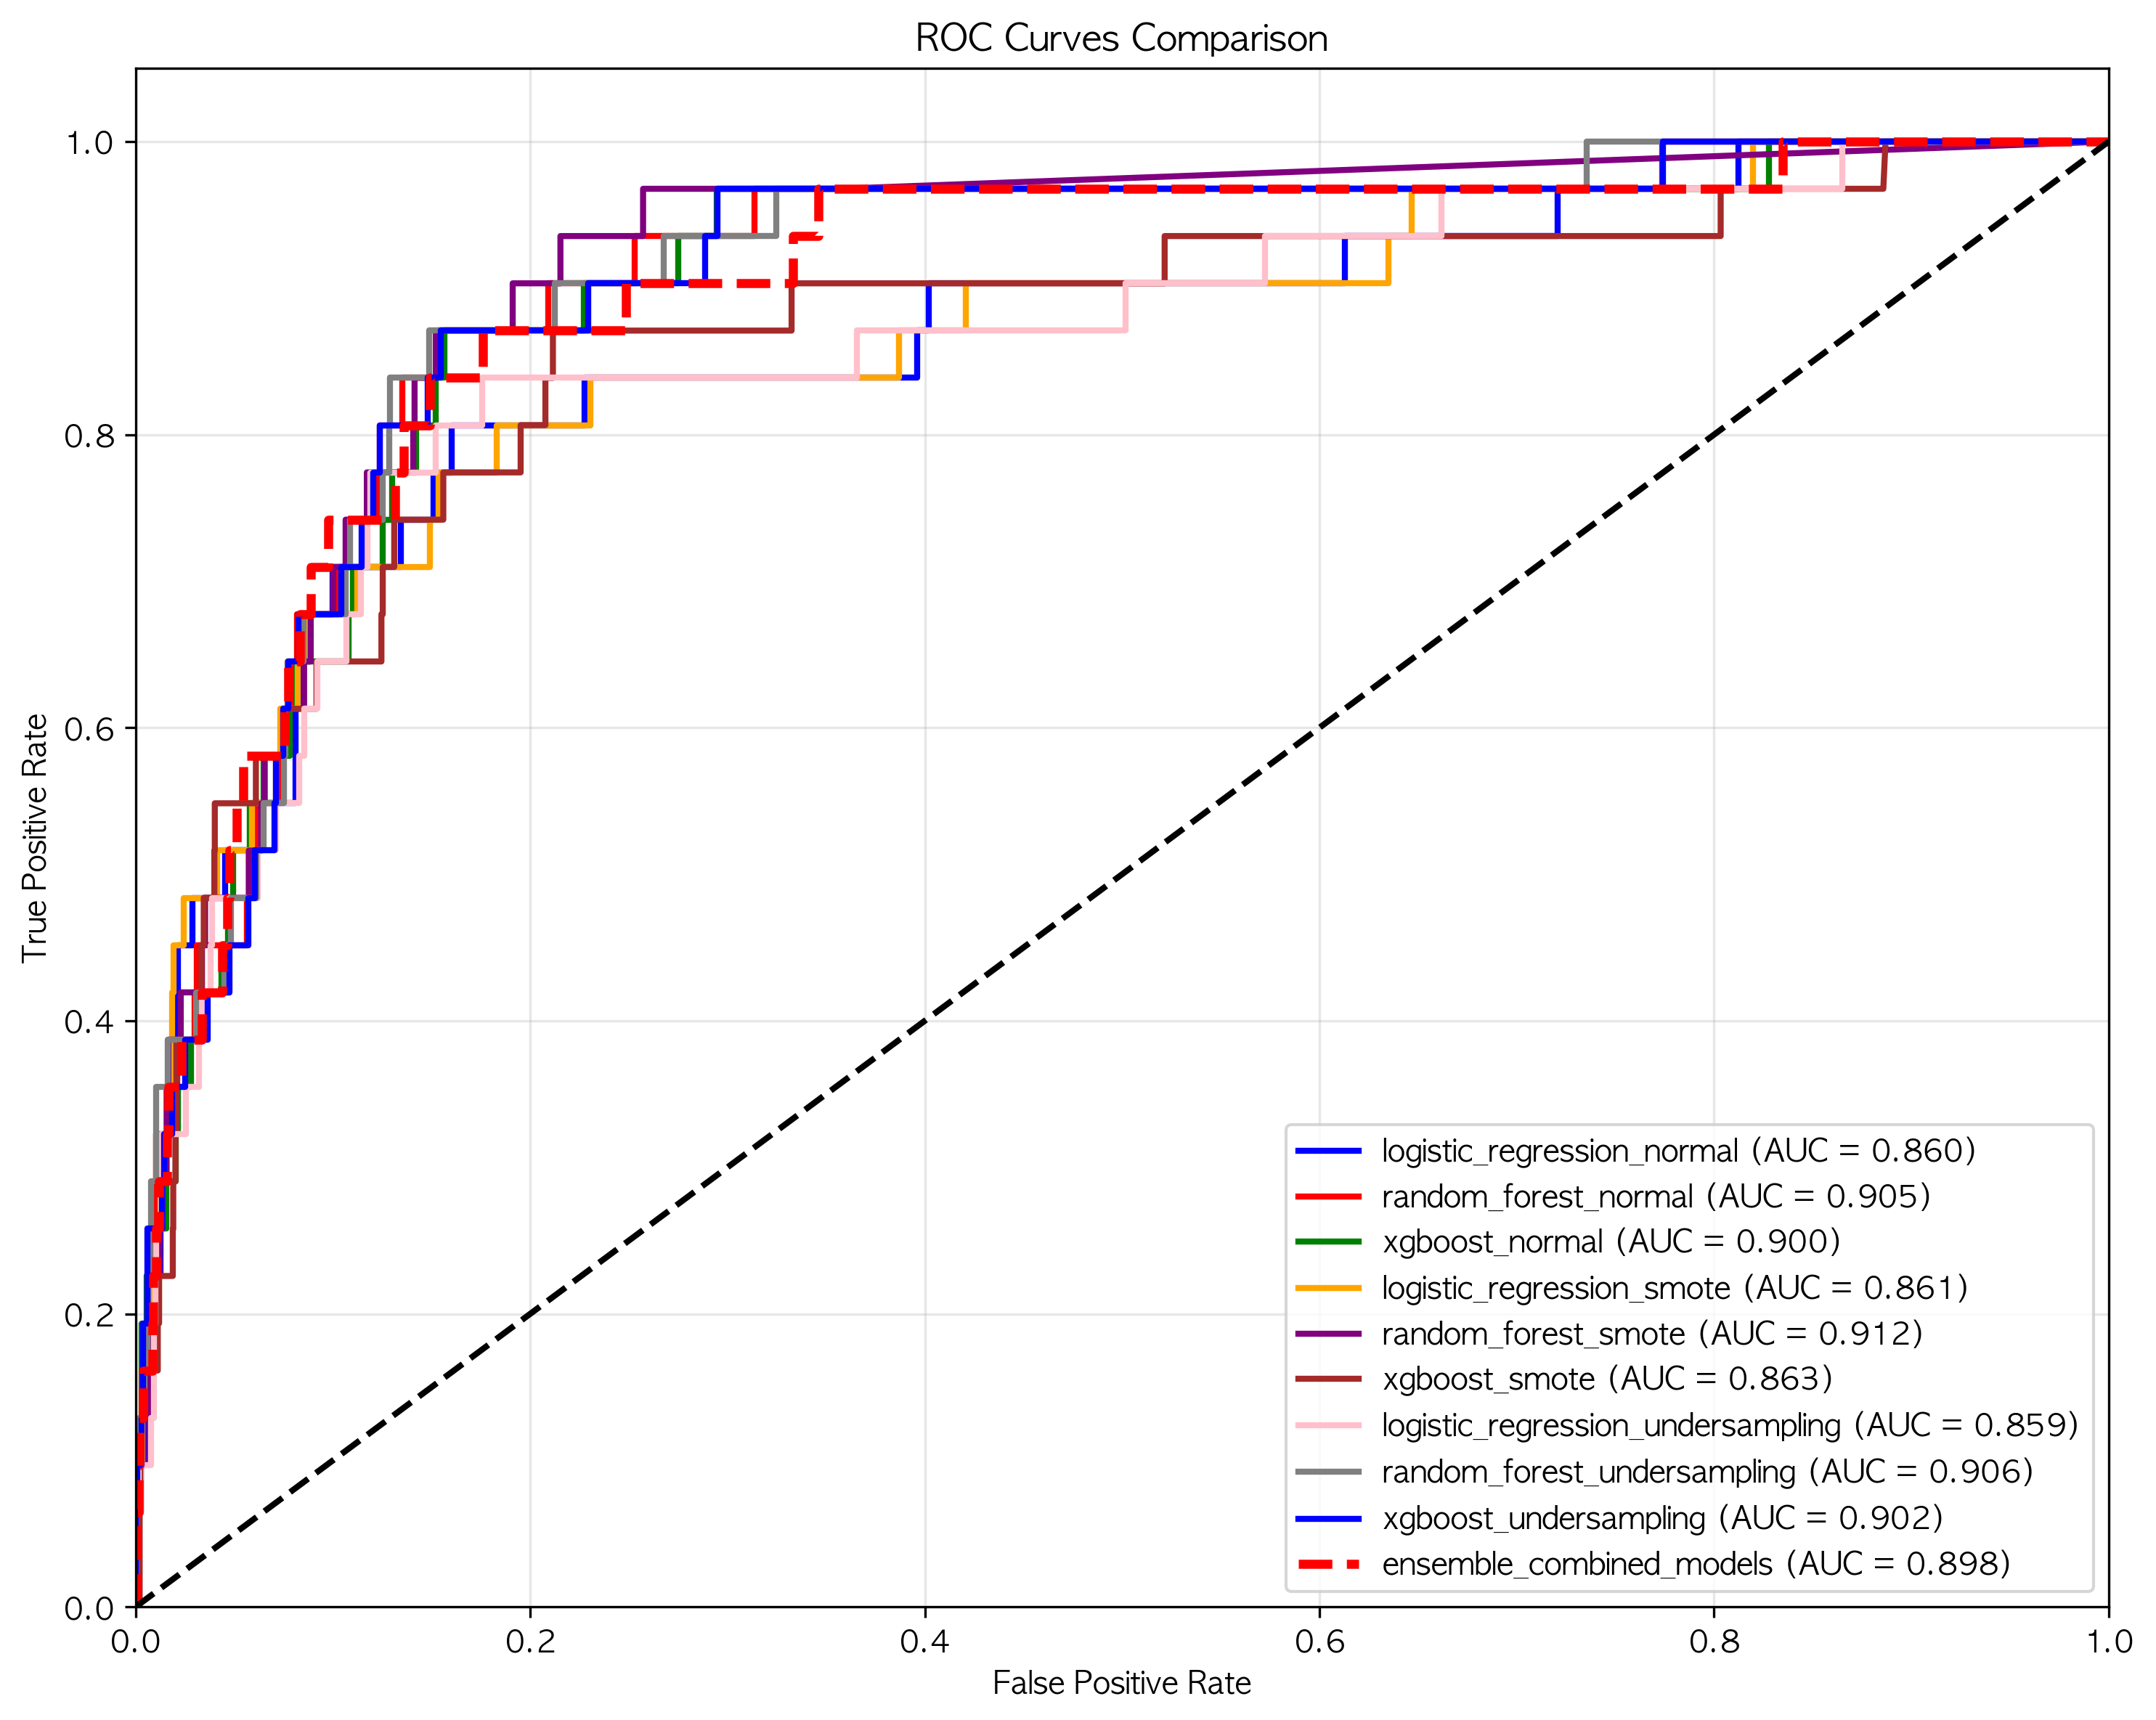 ROC Curves Comparison
True Positive Rate
1.0
0.8
0.6
0.4
0.2
0.0
0.0 0.2 0.4 0.6 0.8 1.0
False Positive Rate
logistic_regression_normal (AUC = 0.860)
random_forest_normal (AUC = 0.905)
xgboost_normal (AUC = 0.900)
logistic_regression_smote (AUC = 0.861)
random_forest_smote (AUC = 0.912)
xgboost_smote (AUC = 0.863)
logistic_regression_undersampling (AUC = 0.859)
random_forest_undersampling (AUC = 0.906)
xgboost_undersampling (AUC = 0.902)
ensemble_combined_models (AUC = 0.898)